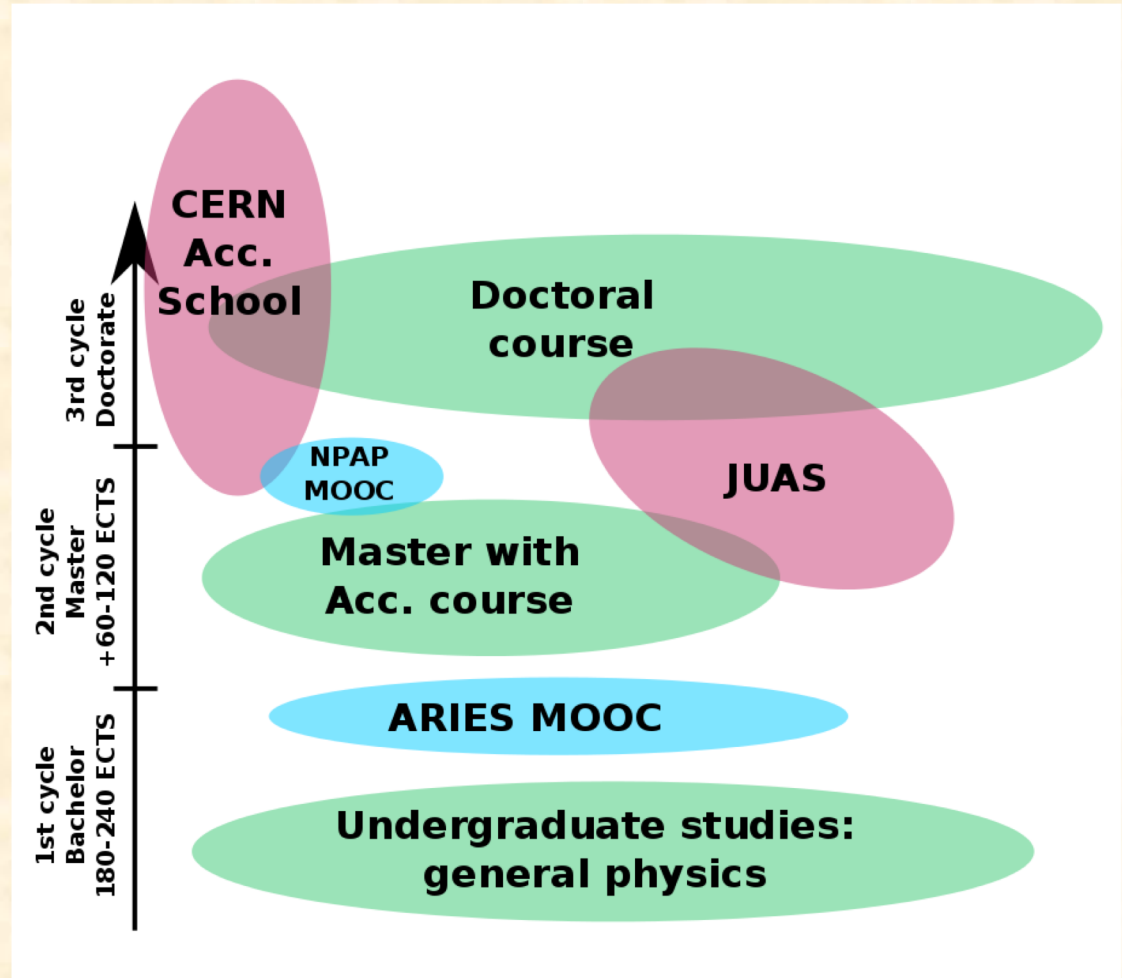 CERN
Acc.
School
Doctoral
course
3rd cycle
Doctorate
NPAP
MOOC
JUAS
Master with
Acc. course
2nd cycle
Master
+60-120 ECTS
ARIES MOOC
Undergraduate studies:
general physics
1st cycle
Bachelor
180-240 ECTS